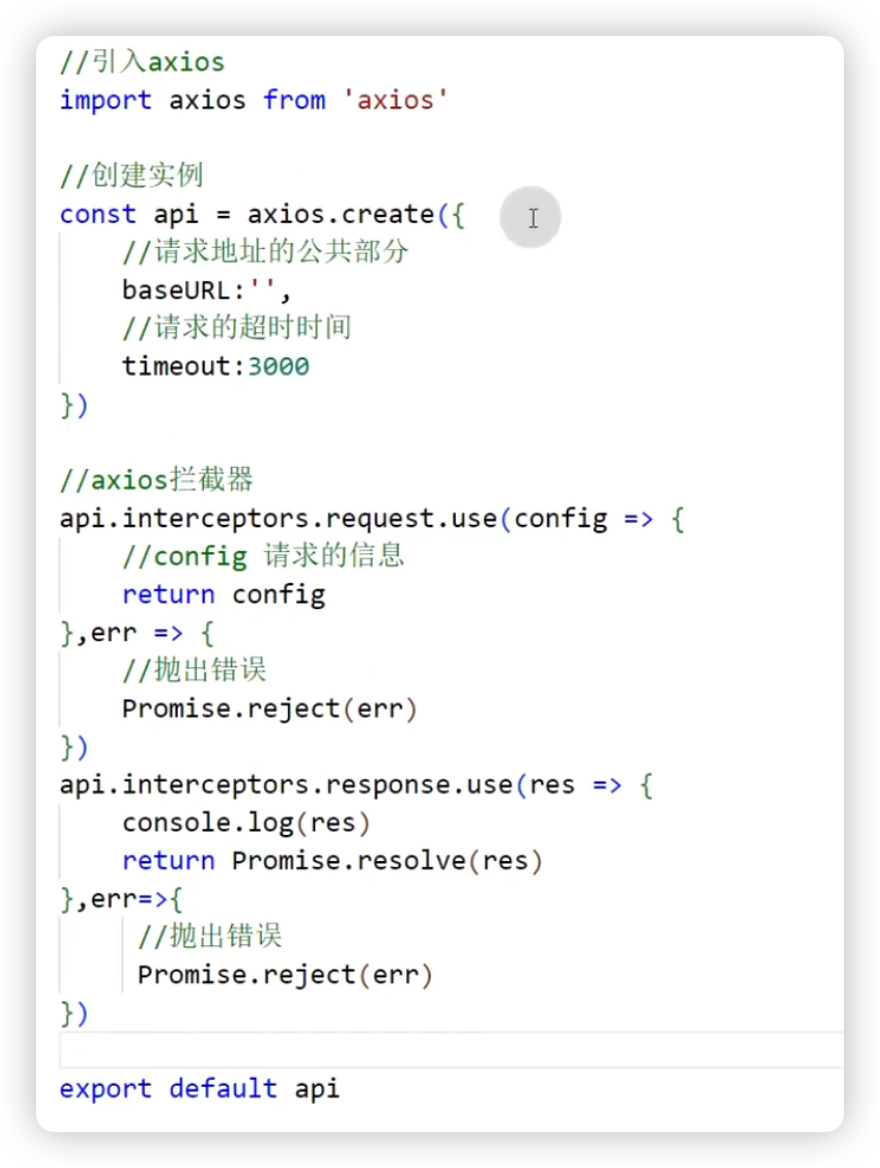 //引入axios
import axios from 'axios'
//创建实例
const api = axios.create({
//请求地址的公共部分
baseURL:'',
//请求的超时时间
timeout:3000
})
//axios拦截器
api.interceptors.request.use(config => {
//config 请求的信息
return config
},err => {
//抛出错误
Promise.reject(err)
})
api.interceptors.response.use(res => {
console.log(res)
return Promise.resolve(res)
},err=>{
//抛出错误
Promise.reject(err)
})
export default api